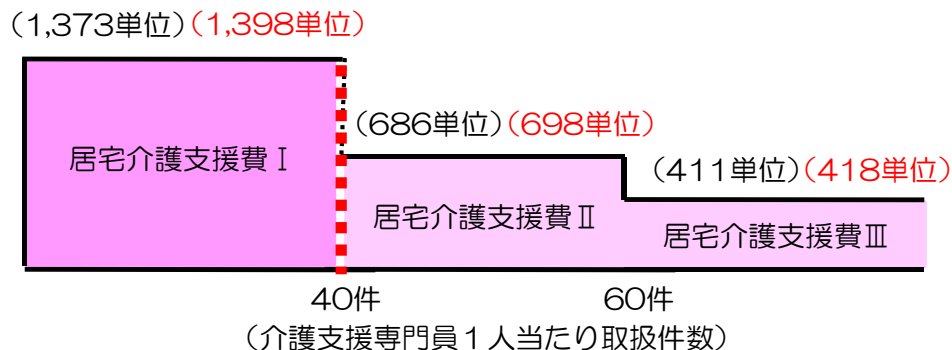 (1,373単位)(1,398単位)
(686単位)(698単位)
(411単位)(418単位)
居宅介護支援費Ⅰ
居宅介護支援費Ⅱ
居宅介護支援費Ⅲ
40件
60件
(介護支援専門員１人当たり取扱件数)